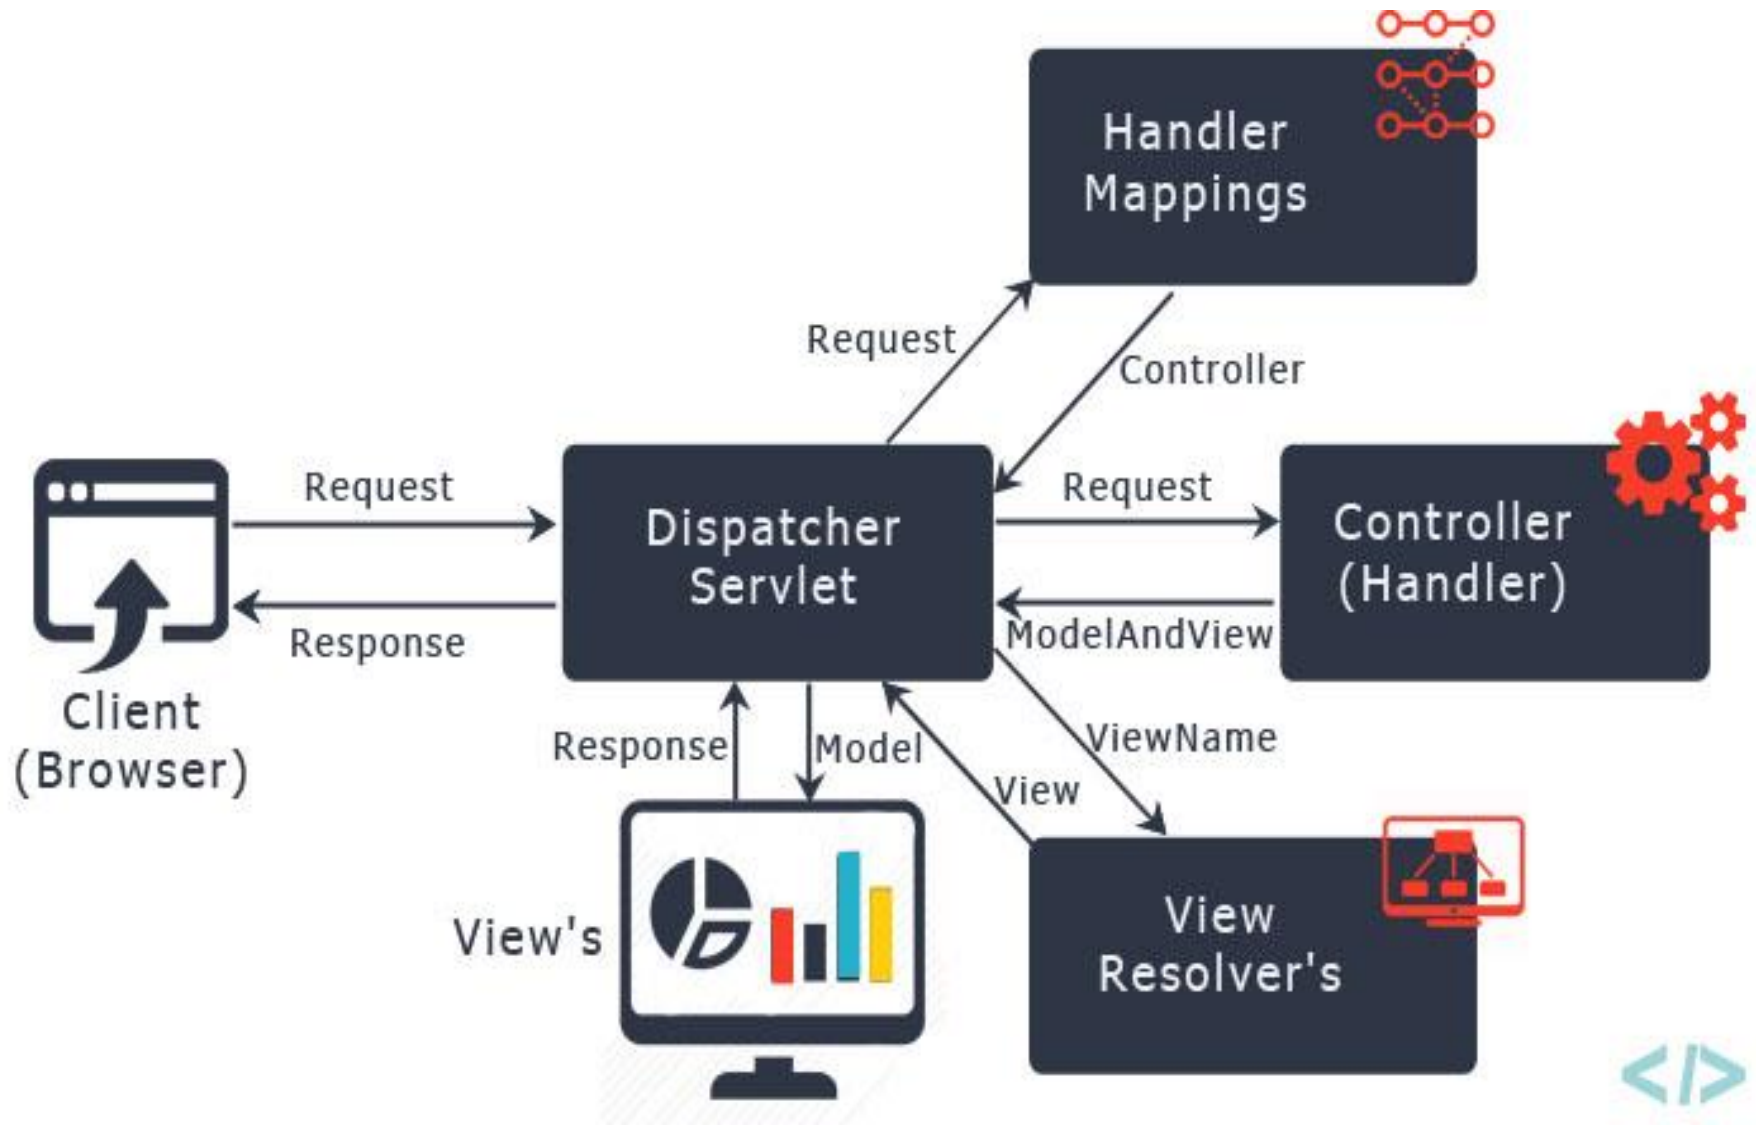 Handler
Mappings
Request
Controller
Request
Dispatcher
Servlet
Request
Controller
(Handler)
Response
ModelAndView
Client
(Browser)
Response
Model
ViewName
View
View's
View
Resolver's
</>